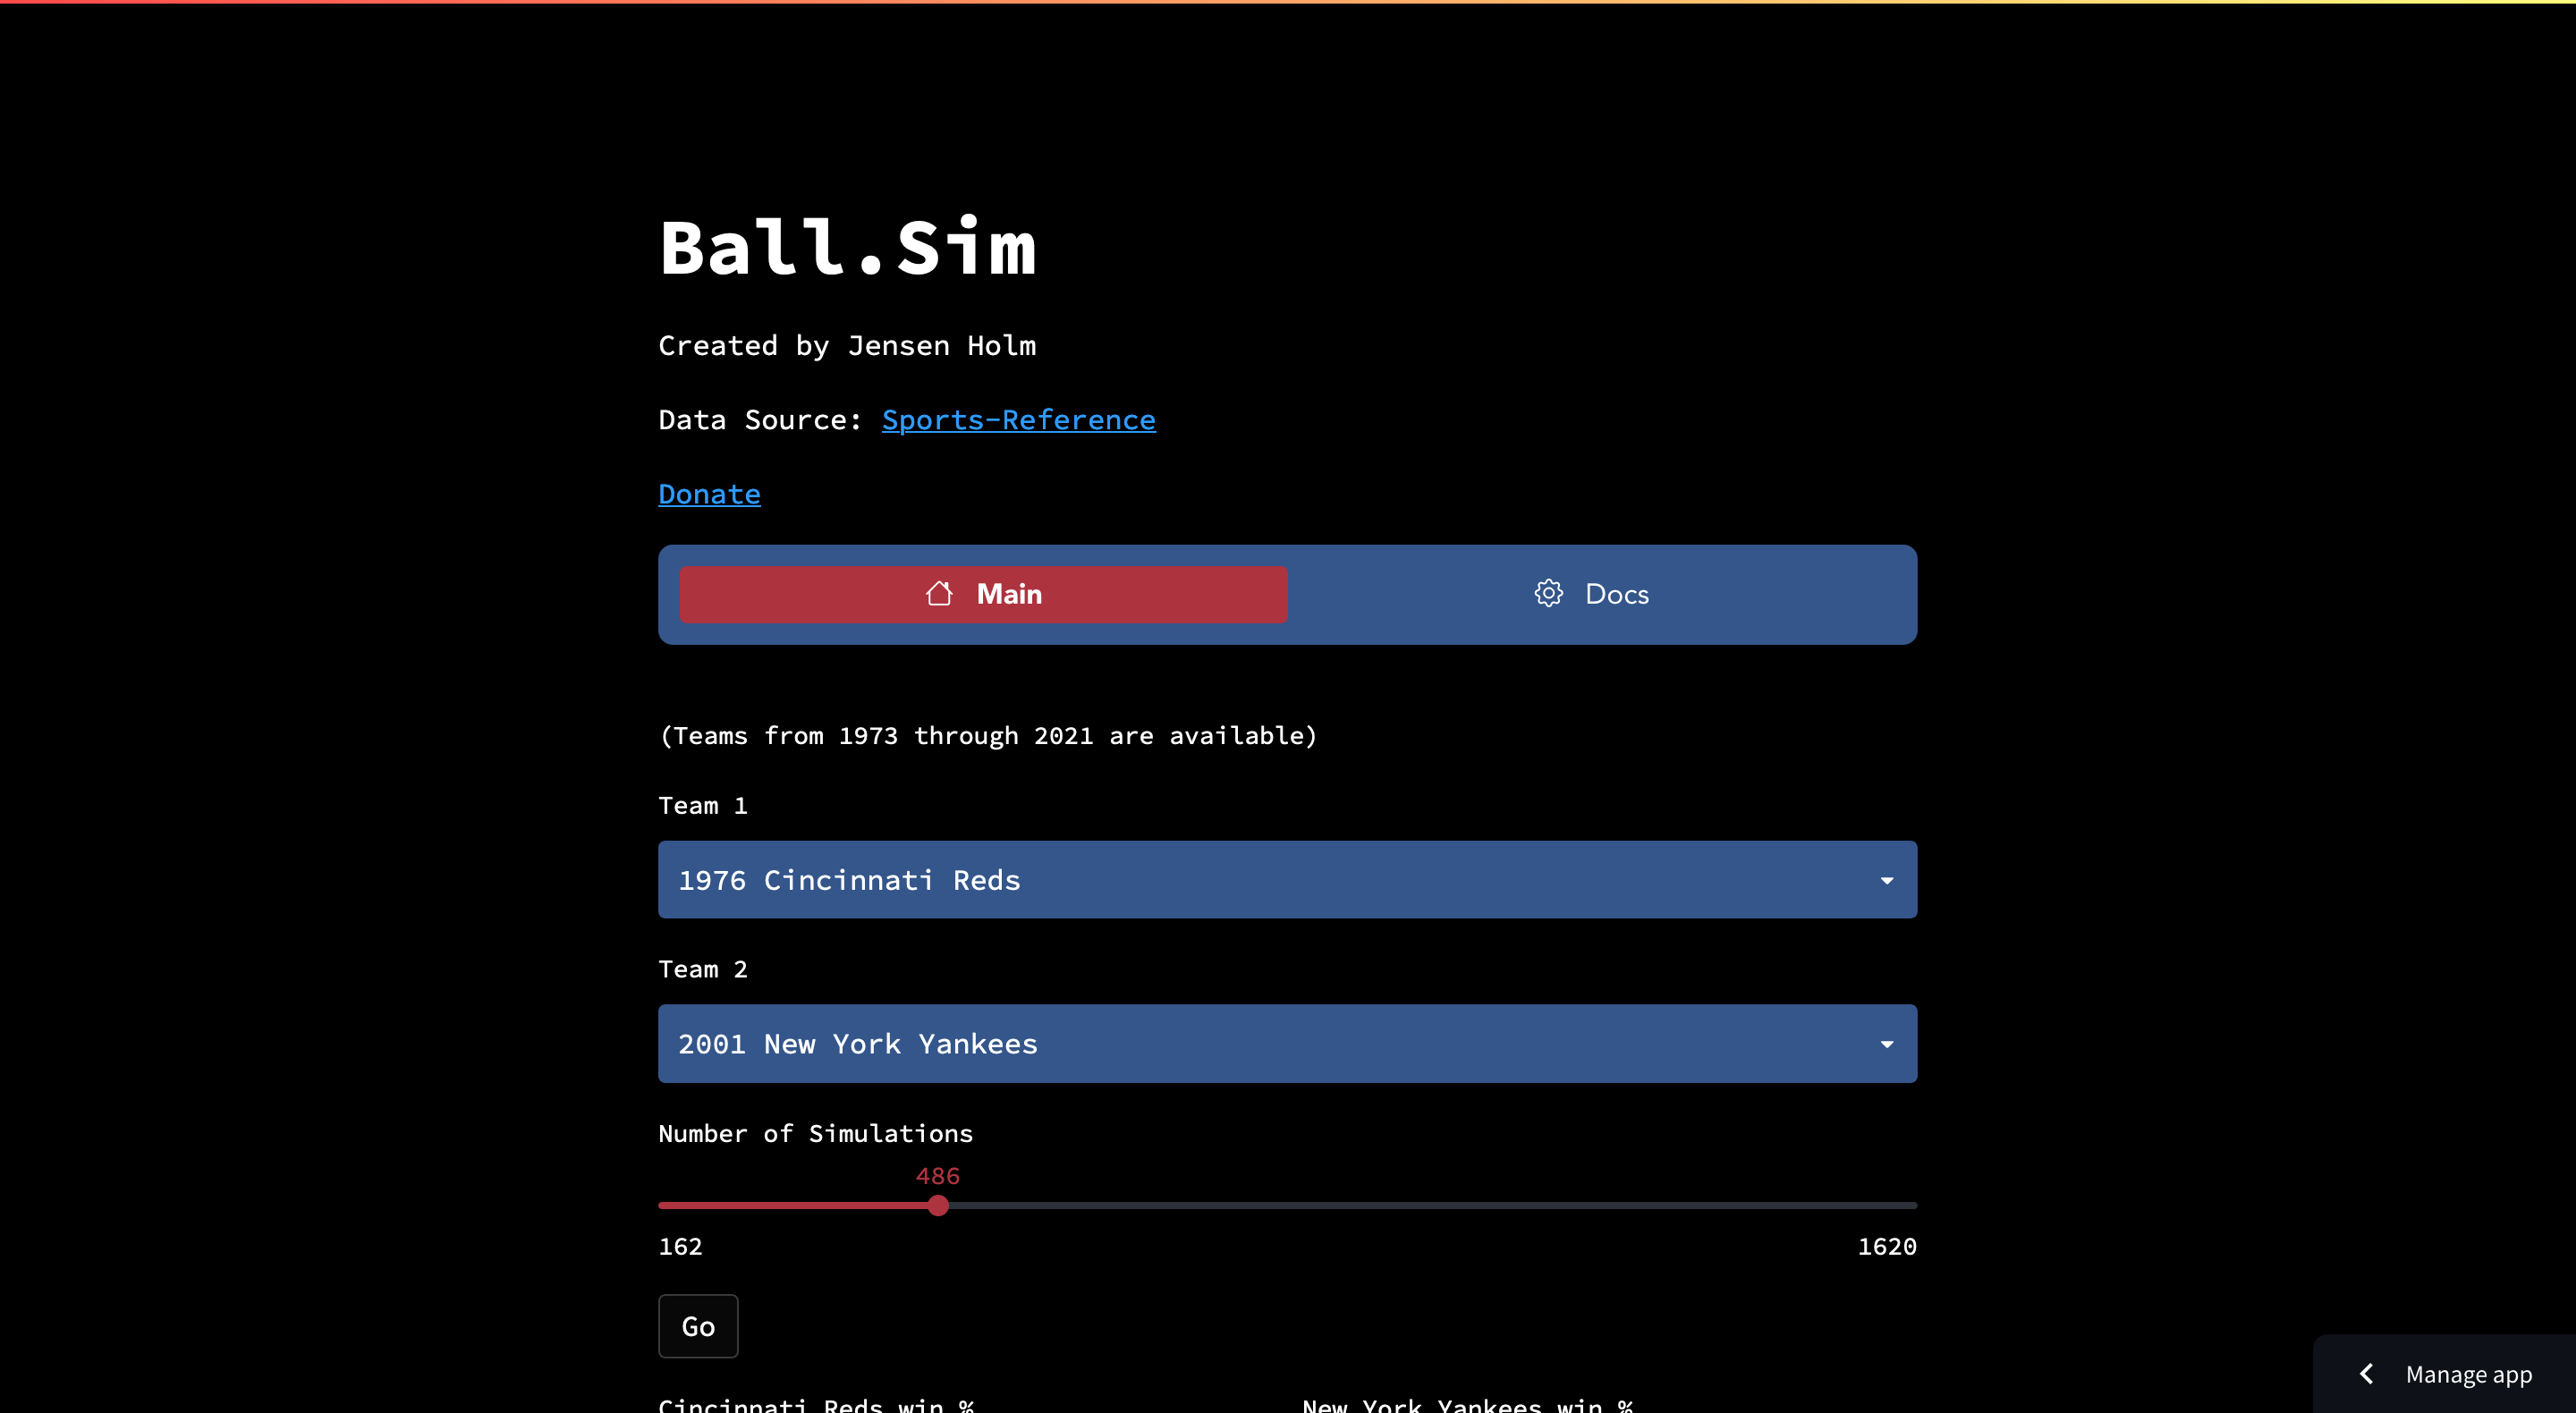 Ball.Sim
Created by Jensen Holm
Data Source: Sports-Reference
Donate
Main
Docs
(Teams from 1973 through 2021 are available)
Team 1
1976 Cincinnati Reds
Team 2
2001 New York Yankees
Number of Simulations
486
162
1620
Go
Manage app
Cincinnati Reds win %
New York Yankees win %